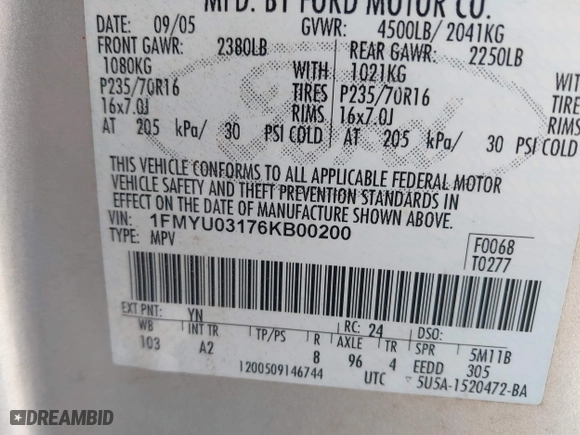 MFD. BY FORD MOTOR CO.
DATE: 09/05 GVWR: 4500LB/ 2041KG
FRONT GAWR: 2380LB REAR GAWR: 2250LB
1080KG WITH 1021KG WIT
P235/70R16 TIRES P235/70R16 TIRES
16x7.0J RIMS 16x7.0J RIMS
AT 205 kPa/ 30 PSI COLD AT 205 kPa/ 30 PSI COLD
Ford
THIS VEHICLE CONFORMS TO ALL APPLICABLE FEDERAL MOTOR
VEHICLE SAFETY AND THEFT PREVENTION STANDARDS IN
EFFECT ON THE DATE OF MANUFACTURE SHOWN ABOVE.
VIN: 1FMYU03176KB00200
TYPE: MPV
F0068
T0277
EXT PNT: YN RC: 24 DSO:
WB INT TR TP/PS R AXLE TR SPR 5M11B
103 A2 8 96 4 EEDD 305
1200509146744 UTC 5U5A-1520472-BA
DREAMBID